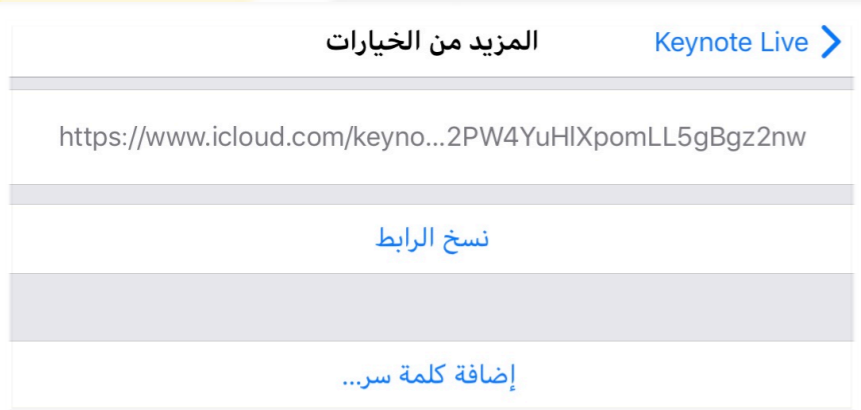 Keynote Live
المزيد من الخيارات
https://www.icloud.com/keyno...2PW4YuHlXpomLL5gBgz2nw
نسخ الرابط
إضافة كلمة سر...